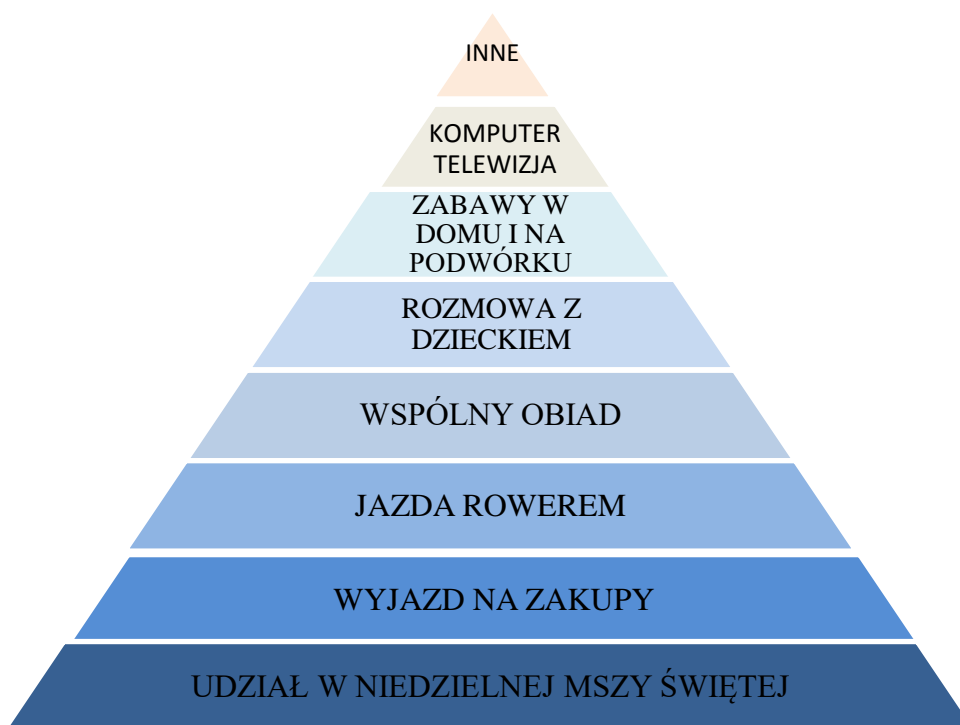 INNE
KOMPUTER
TELEWIZJA
ZABAWY W
DOMU I NA
PODWÓRKU
ROZMOWA Z
DZIECKIEM
WSPÓLNY OBIAD
JAZDA ROWEREM
WYJAZD NA ZAKUPY
UDZIAŁ W NIEDZIELNEJ MSZY ŚWIĘTEJ